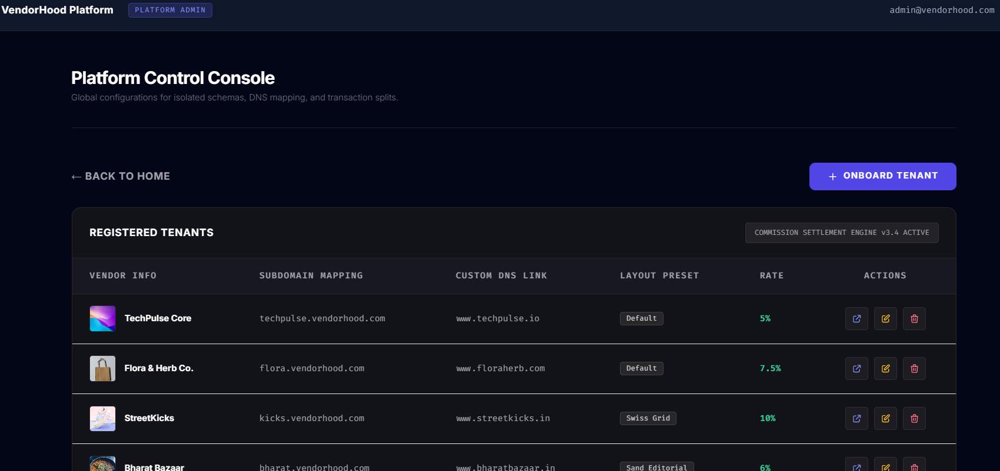 VendorHood Platform PLATFORM ADMIN admin@vendorhood.com
Platform Control Console
Global configurations for isolated schemas, DNS mapping, and transaction splits.
← BACK TO HOME + ONBOARD TENANT
REGISTERED TENANTS COMMISSION SETTLEMENT ENGINE v3.4 ACTIVE
VENDOR INFO SUBDOMAIN MAPPING CUSTOM DNS LINK LAYOUT PRESET RATE ACTIONS
TechPulse Core techpulse.vendorhood.com www.techpulse.io Default 5%
Flora & Herb Co. flora.vendorhood.com www.floraherb.com Default 7.5%
StreetKicks kicks.vendorhood.com www.streetkicks.in Swiss Grid 10%
Bharat Bazaar bharat.vendorhood.com www.bharatbazaar.in Sand Editorial 6%